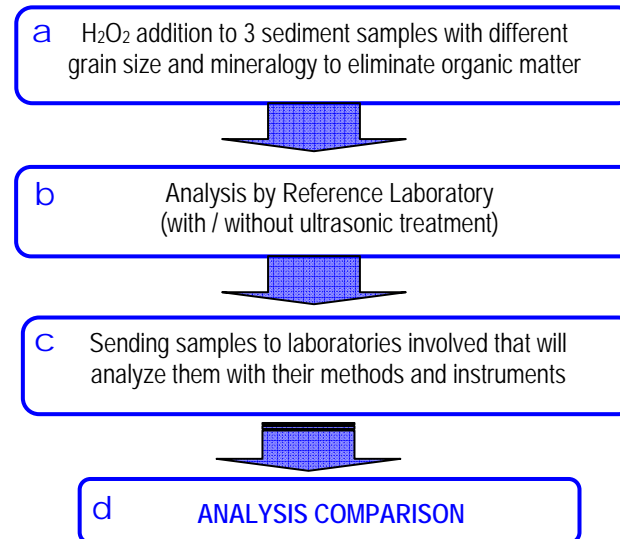 a H₂O₂ addition to 3 sediment samples with different
grain size and mineralogy to eliminate organic matter
b Analysis by Reference Laboratory
(with / without ultrasonic treatment)
c Sending samples to laboratories involved that will
analyze them with their methods and instruments
d ANALYSIS COMPARISON